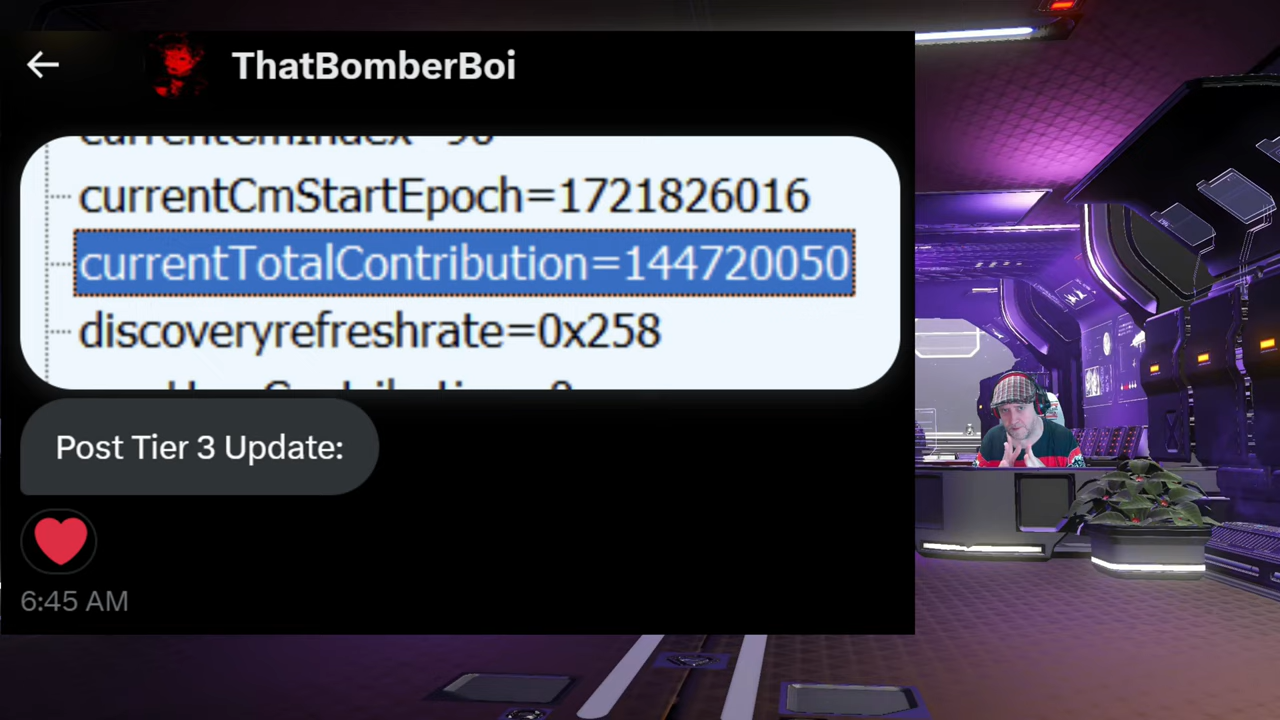 ThatBomberBoi
currentCmStartEpoch=1721826016
currentTotalContribution=144720050
discoveryrefreshrate=0x258
Post Tier 3 Update:
6:45 AM